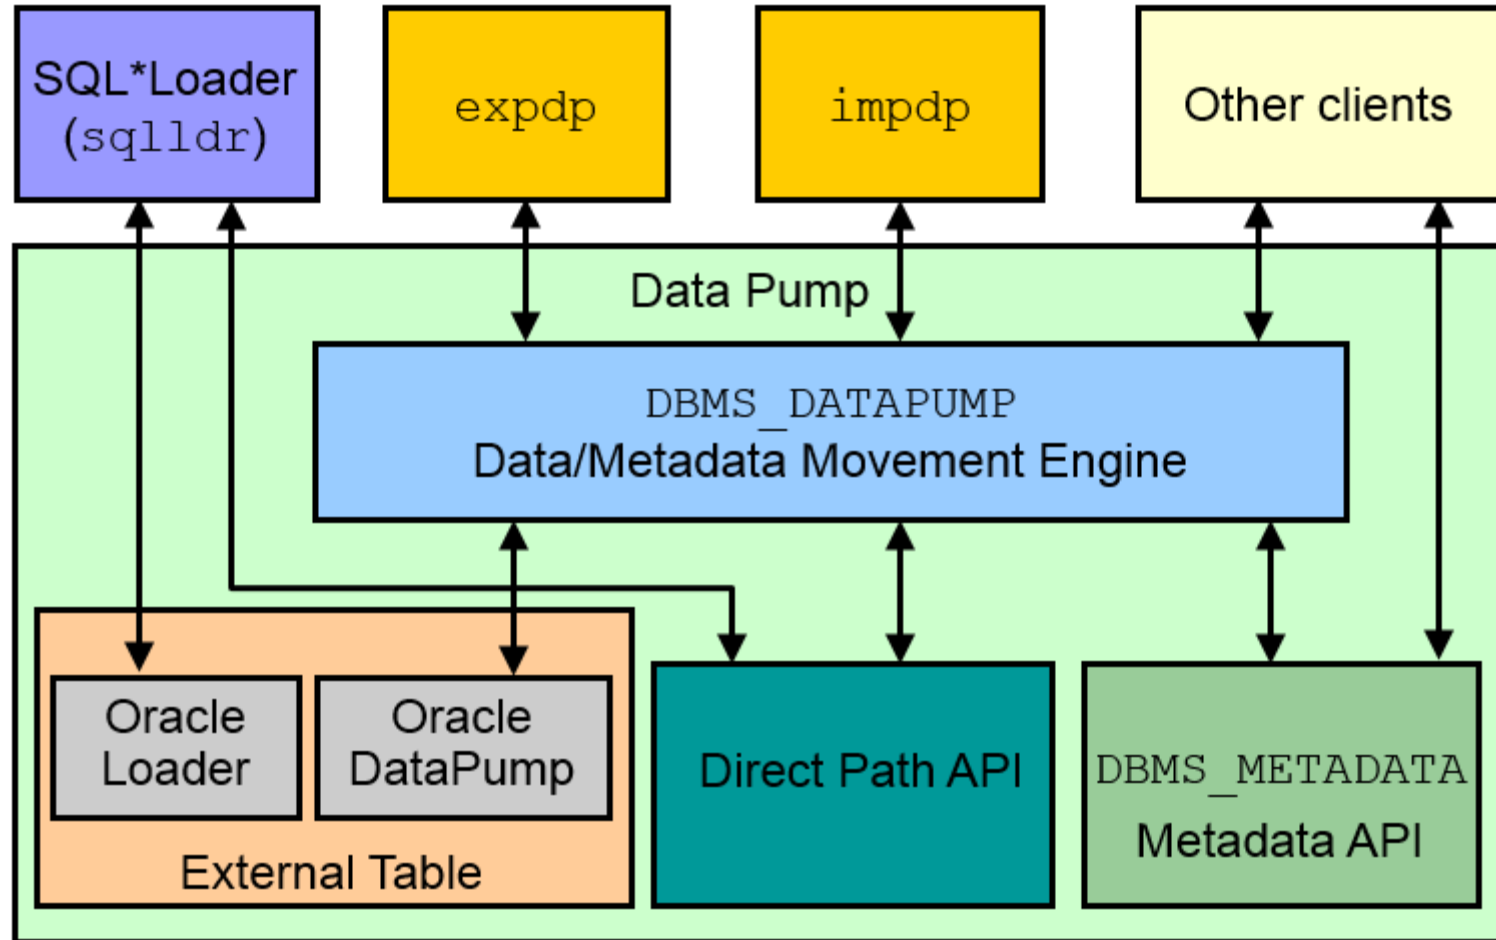 SQL*Loader
(sqlldr)
expdp
impdp
Other clients
Data Pump
DBMS_DATAPUMP
Data/Metadata Movement Engine
Oracle
Loader
Oracle
DataPump
External Table
Direct Path API
DBMS_METADATA
Metadata API